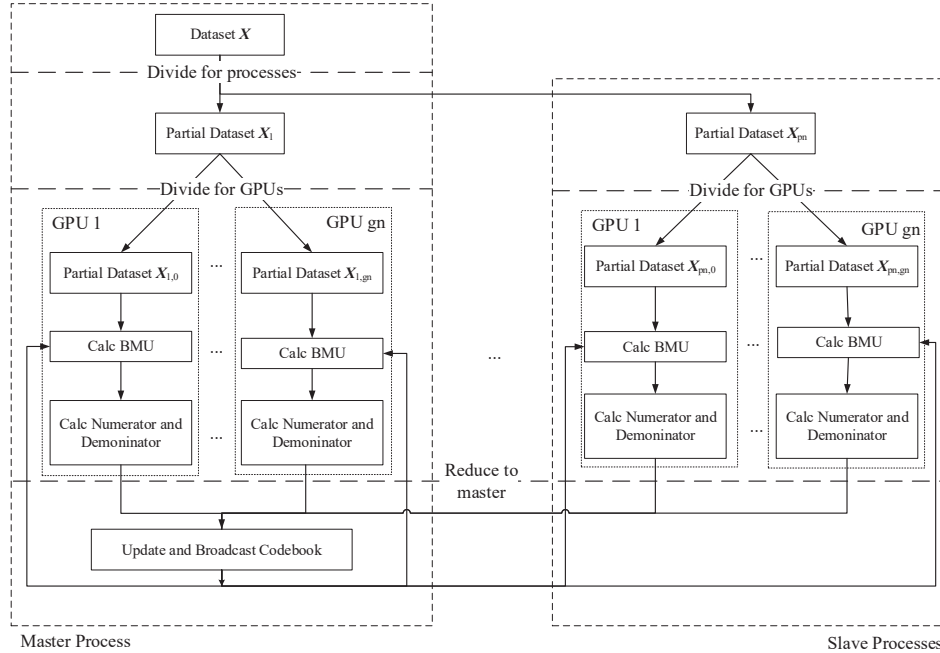 Dataset X
Divide for processes
Partial Dataset X1
Partial Dataset Xpn
Divide for GPUs
Divide for GPUs
GPU 1
GPU gn
GPU 1
GPU gn
Partial Dataset X1,0
...
Partial Dataset X1,gn
Partial Dataset Xpn,0
...
Partial Dataset Xpn,gn
Calc BMU
...
Calc BMU
...
Calc BMU
...
Calc BMU
Calc Numerator and
Demoninator
...
Calc Numerator and
Demoninator
Calc Numerator and
Demoninator
...
Calc Numerator and
Demoninator
Reduce to
master
Update and Broadcast Codebook
Master Process
Slave Processes